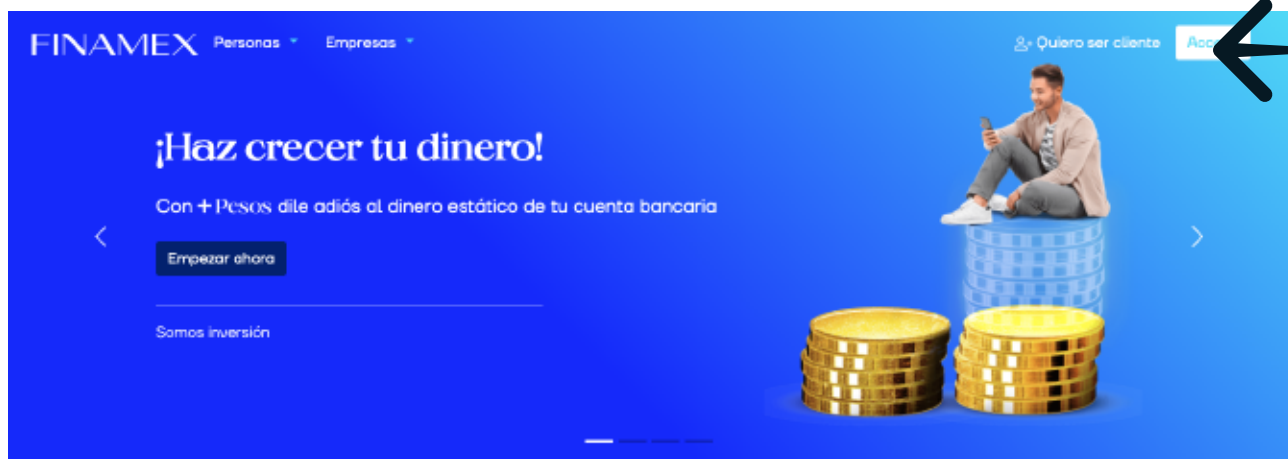 FINAMEX Personas Empresas Quiero ser cliente
¡Haz crecer tu dinero!
Con + Pesos dile adiós al dinero estático de tu cuenta bancaria
Empezar ahora
Somos inversión